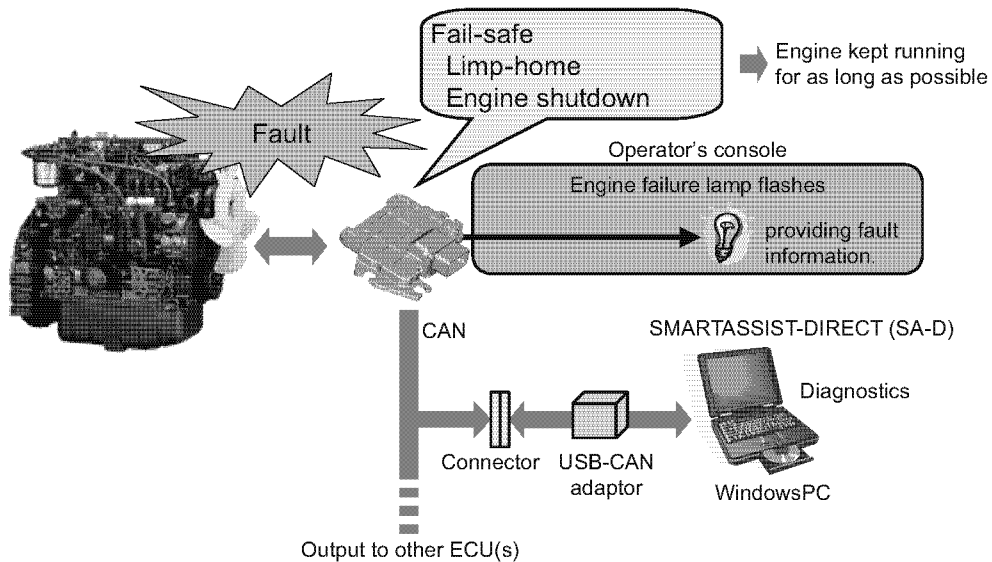 Fail-safe
Limp-home
Engine shutdown
Engine kept running
for as long as possible
Fault
Operator's console
Engine failure lamp flashes
providing fault
information.
CAN
SMARTASSIST-DIRECT (SA-D)
Diagnostics
Connector
USB-CAN
adaptor
WindowsPC
Output to other ECU(s)